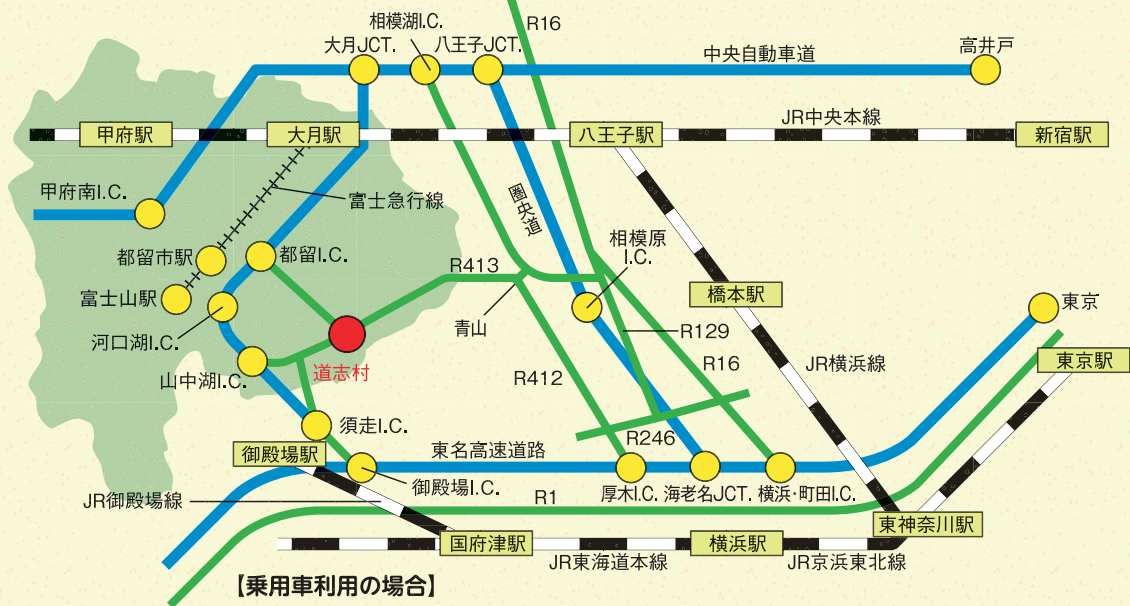 R16
相模湖I.C.
大月JCT.
八王子JCT.
中央自動車道
高井戸
JR中央本線
甲府駅
大月駅
八王子駅
新宿駅
甲府南I.C.
富士急行線
圏央道
都留市駅
都留I.C.
相模原
I.C.
R413
橋本駅
富士山駅
東京
青山
R129
河口湖I.C.
R16
JR横浜線
東京駅
山中湖I.C.
道志村
R412
須走I.C.
R246
御殿場駅
東名高速道路
御殿場I.C.
厚木I.C.
海老名JCT.
横浜・町田I.C.
JR御殿場線
R1
東神奈川駅
国府津駅
横浜駅
JR東海道本線
JR京浜東北線
【乗用車利用の場合】